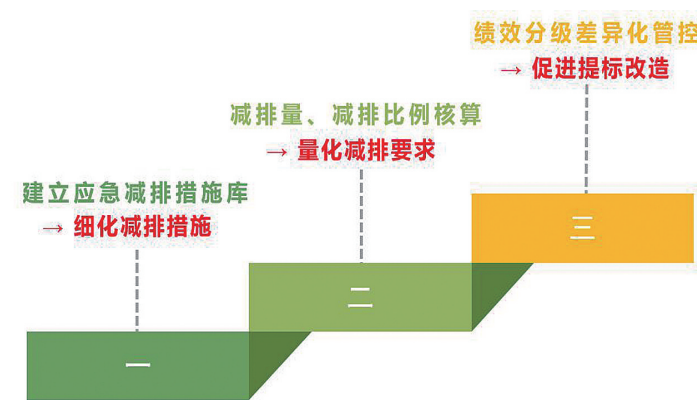 绩效分级差异化管控
→ 促进提标改造
减排量、减排比例核算
→ 量化减排要求
建立应急减排措施库
→ 细化减排措施
三
二
一